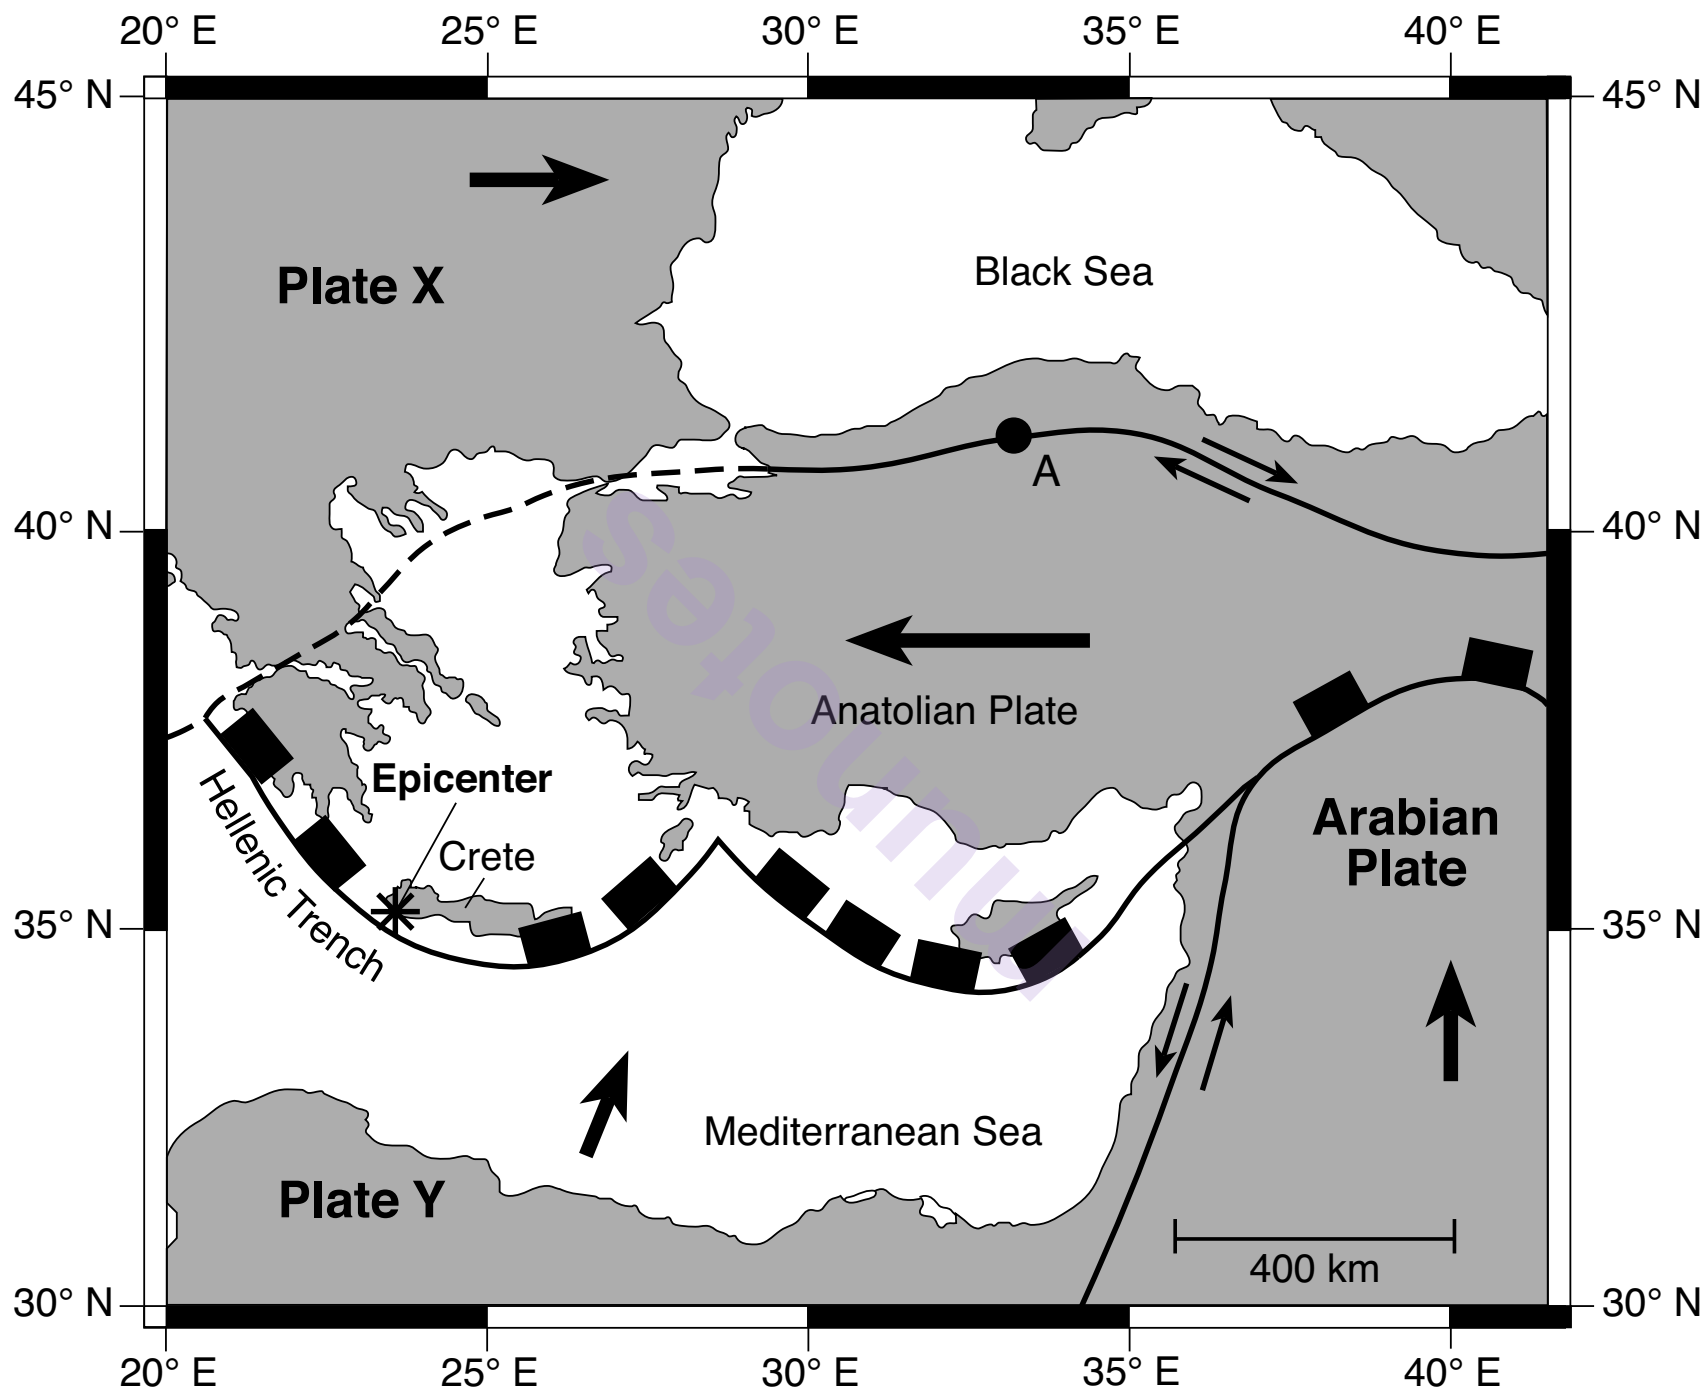 20° E 25° E 30° E 35° E 40° E
45° N 45° N
Black Sea
Plate X
A
40° N 40° N
Anatolian Plate
Epicenter
Arabian
Plate
Crete
Hellenic Trench
35° N 35° N
Mediterranean Sea
Plate Y
400 km
30° N 30° N
20° E 25° E 30° E 35° E 40° E
munotes